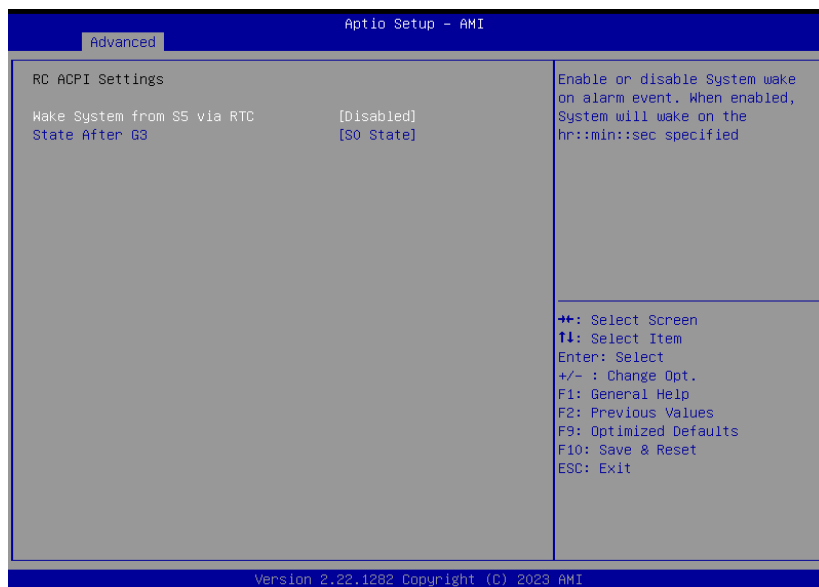 Aptio Setup – AMI
Advanced
RC ACPI Settings
Wake System from S5 via RTC [Disabled]
State After G3 [S0 State]
Enable or disable System wake
on alarm event. When enabled,
System will wake on the
hr::min::sec specified
→←: Select Screen
↑↓: Select Item
Enter: Select
+/- : Change Opt.
F1: General Help
F2: Previous Values
F9: Optimized Defaults
F10: Save & Reset
ESC: Exit
Version 2.22.1282 Copyright (C) 2023 AMI